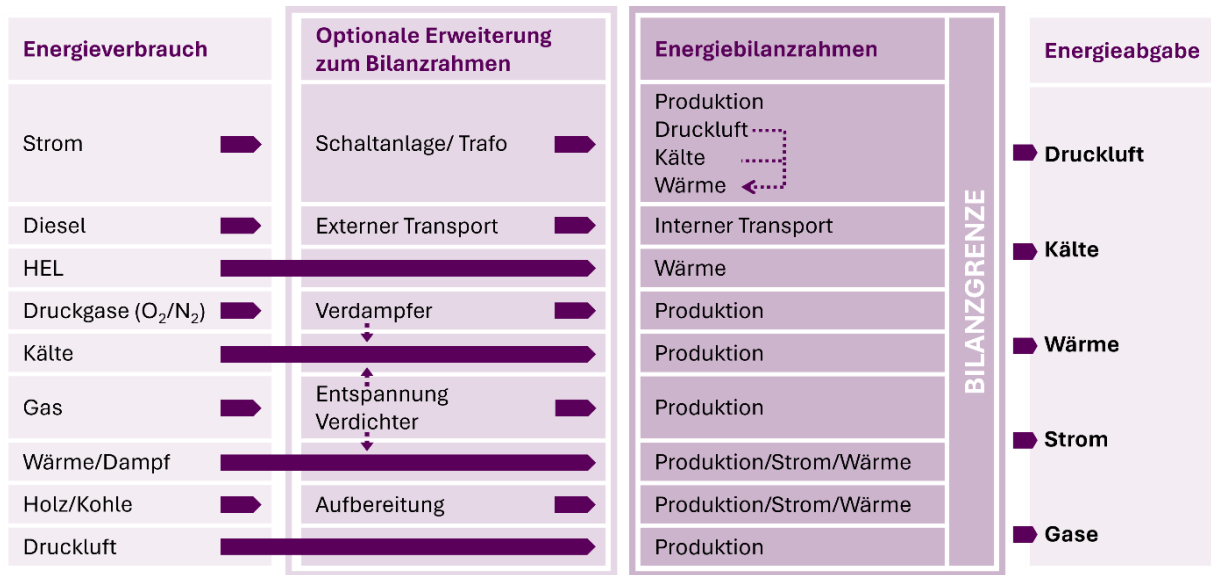 Energieverbrauch
Optionale Erweiterung
zum Bilanzrahmen
Energiebilanzrahmen
Energieabgabe
Strom
Schaltanlage/ Trafo
Produktion
Druckluft
Kälte
Wärme
Diesel
Externer Transport
Interner Transport
HEL
Wärme
Druckgase (O₂/N₂)
Verdampfer
Produktion
Kälte
Produktion
Gas
Entspannung
Verdichter
Produktion
Wärme/Dampf
Produktion/Strom/Wärme
Holz/Kohle
Aufbereitung
Produktion/Strom/Wärme
Druckluft
Produktion
BILANZGRENZE
Druckluft
Kälte
Wärme
Strom
Gase